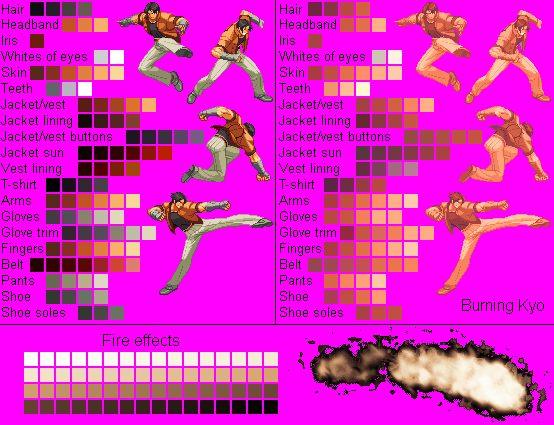 Hair
Headband
Iris
Whites of eyes
Skin
Teeth
Jacket/vest
Jacket lining
Jacket/vest buttons
Jacket sun
Vest lining
T-shirt
Arms
Gloves
Glove trim
Fingers
Belt
Pants
Shoe
Shoe soles
Hair
Headband
Iris
Whites of eyes
Skin
Teeth
Jacket/vest
Jacket lining
Jacket/vest buttons
Jacket sun
Vest lining
T-shirt
Arms
Gloves
Glove trim
Fingers
Belt
Pants
Shoe
Shoe soles
Burning Kyo
Fire effects